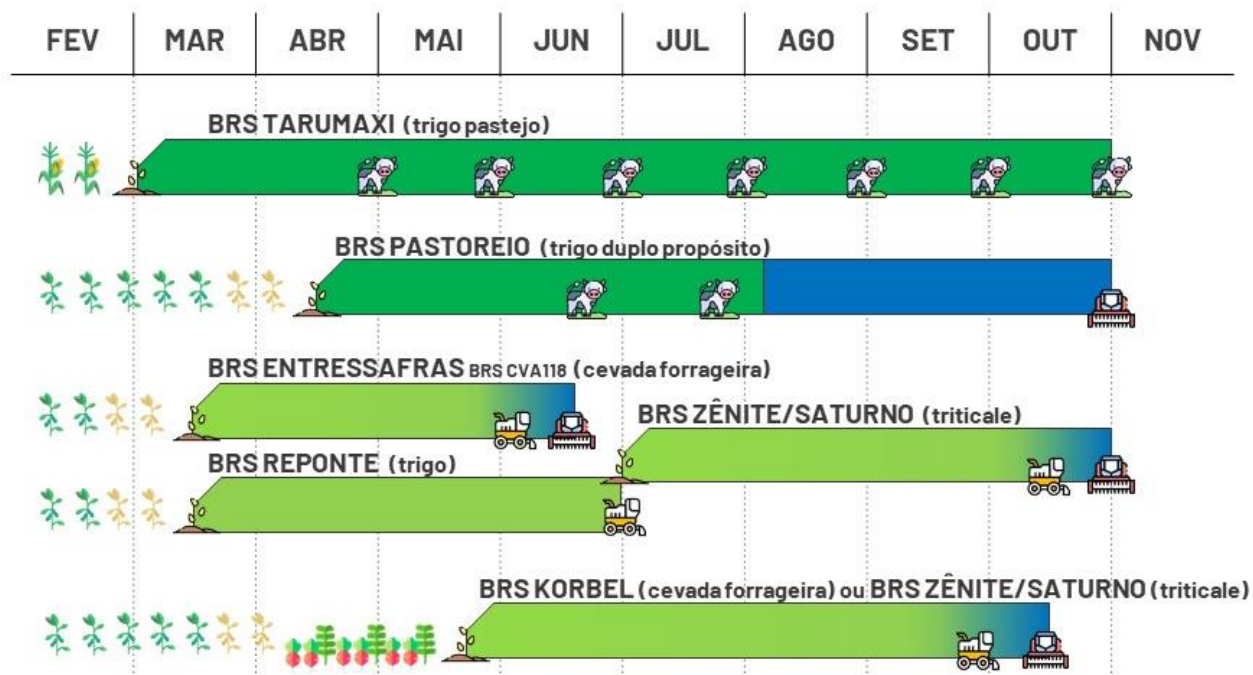 FEV MAR ABR MAI JUN JUL AGO SET OUT NOV
BRS TARUMAXI (trigo pastejo)
BRS PASTOREIO (trigo duplo propósito)
BRS ENTRESSAFRAS BRS CVA118 (cevada forrageira)
BRS ZÊNITE/SATURNO (triticale)
BRS REPONTE (trigo)
BRS KORBEL (cevada forrageira) ou BRS ZÊNITE/SATURNO (triticale)